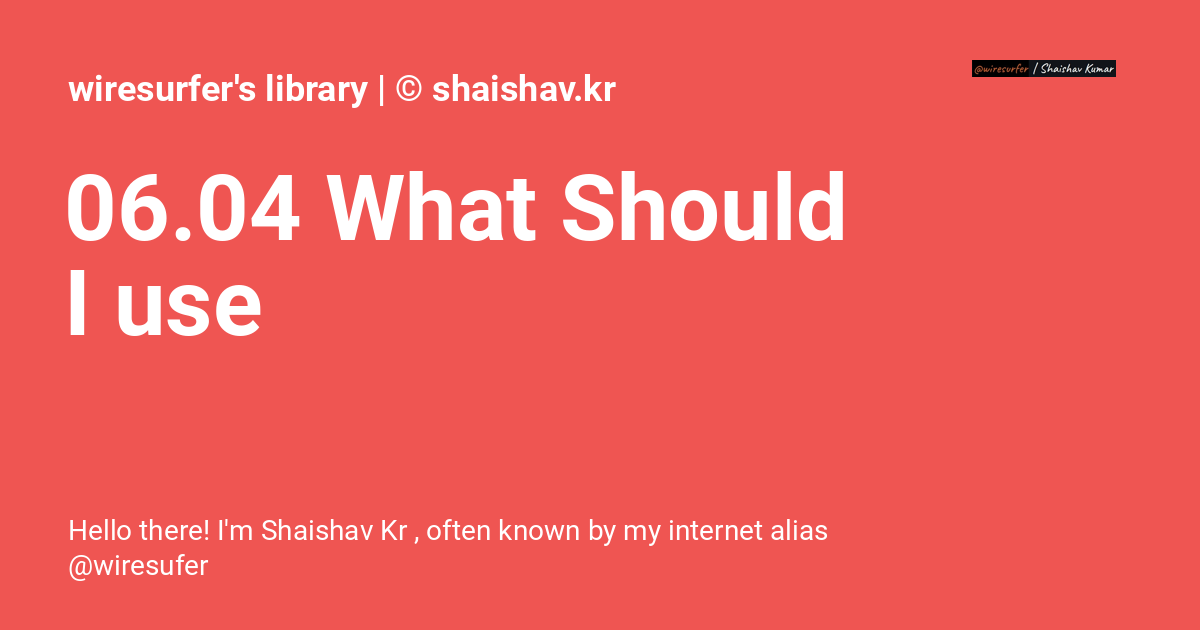 wiresurfer's library | © shaishav.kr
@wiresurfer | Shaishav Kumar
06.04 What Should
I use
Hello there! I'm Shaishav Kr , often known by my internet alias
@wiresufer